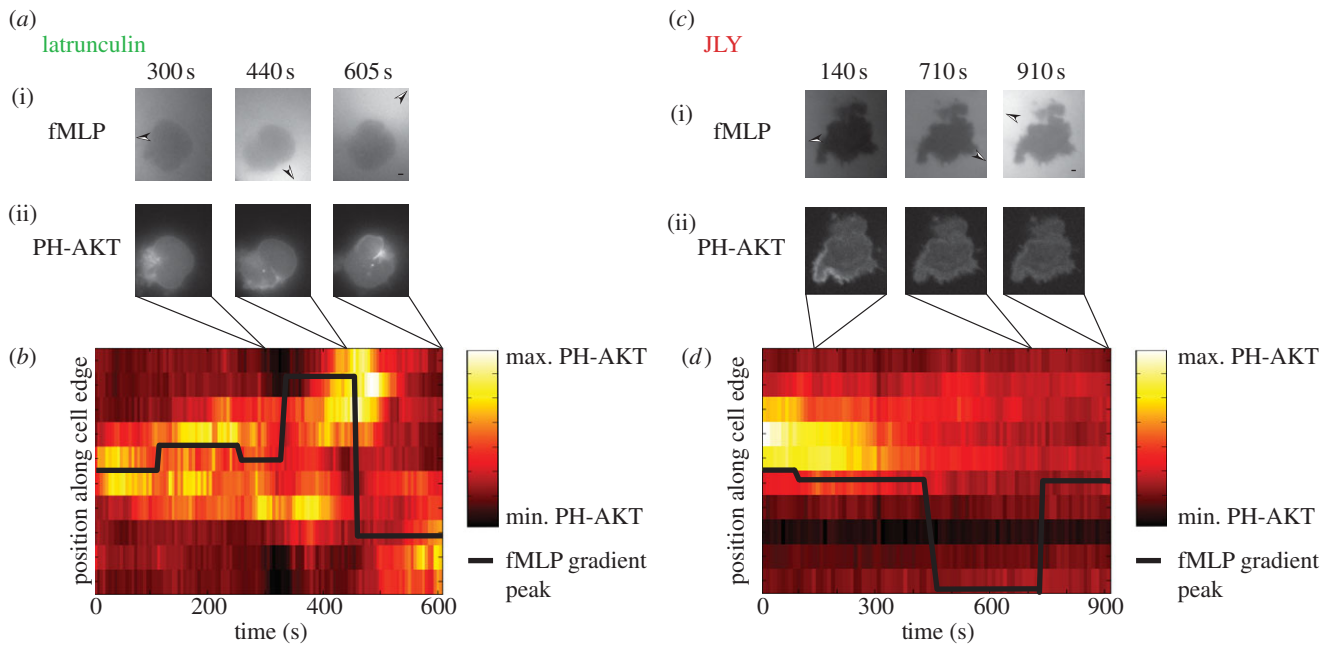 (a)
latrunculin
300 s 440 s 605 s
(i)
fMLP
(ii)
PH-AKT
(b)
position along cell edge
max. PH-AKT
min. PH-AKT
fMLP gradient
peak
0 200 400 600
time (s)
(c)
JLY
140 s 710 s 910 s
(i)
fMLP
(ii)
PH-AKT
(d)
position along cell edge
max. PH-AKT
min. PH-AKT
fMLP gradient
peak
0 300 600 900
time (s)